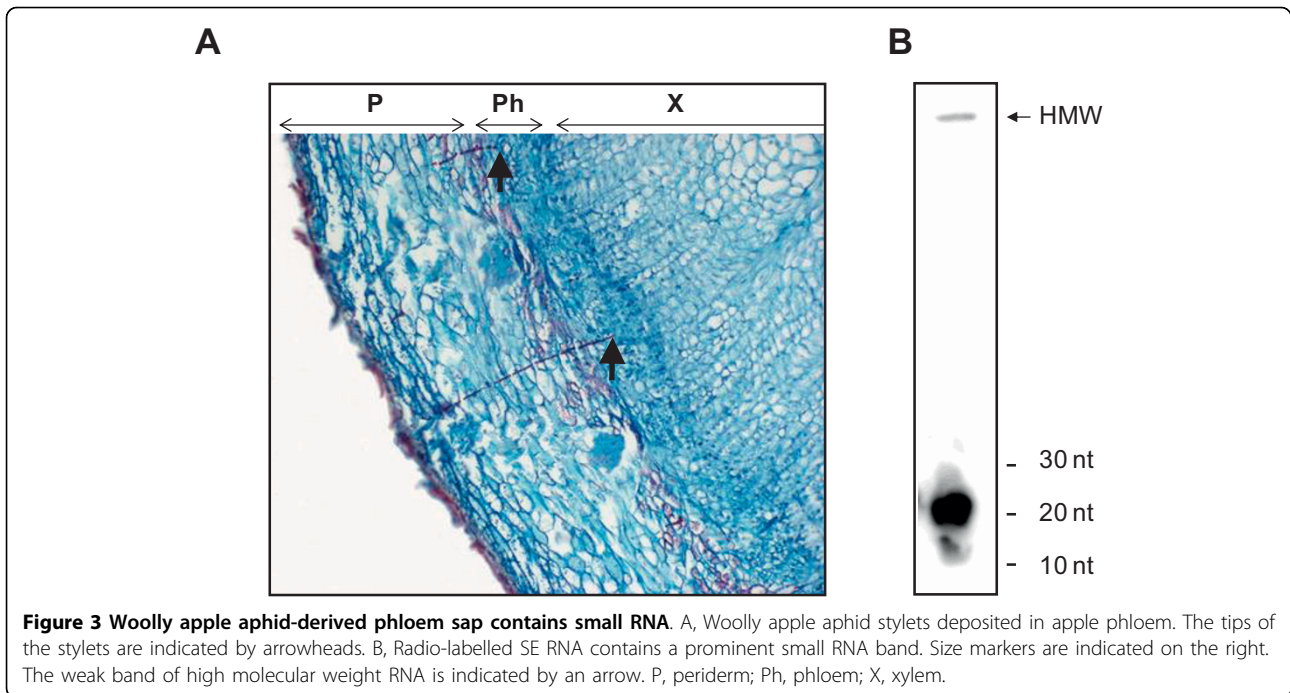 A
B
P Ph X
← HMW
30 nt
20 nt
10 nt
Figure 3 Woolly apple aphid-derived phloem sap contains small RNA. A, Woolly apple aphid stylets deposited in apple phloem. The tips of
the stylets are indicated by arrowheads. B, Radio-labelled SE RNA contains a prominent small RNA band. Size markers are indicated on the right.
The weak band of high molecular weight RNA is indicated by an arrow. P, periderm; Ph, phloem; X, xylem.